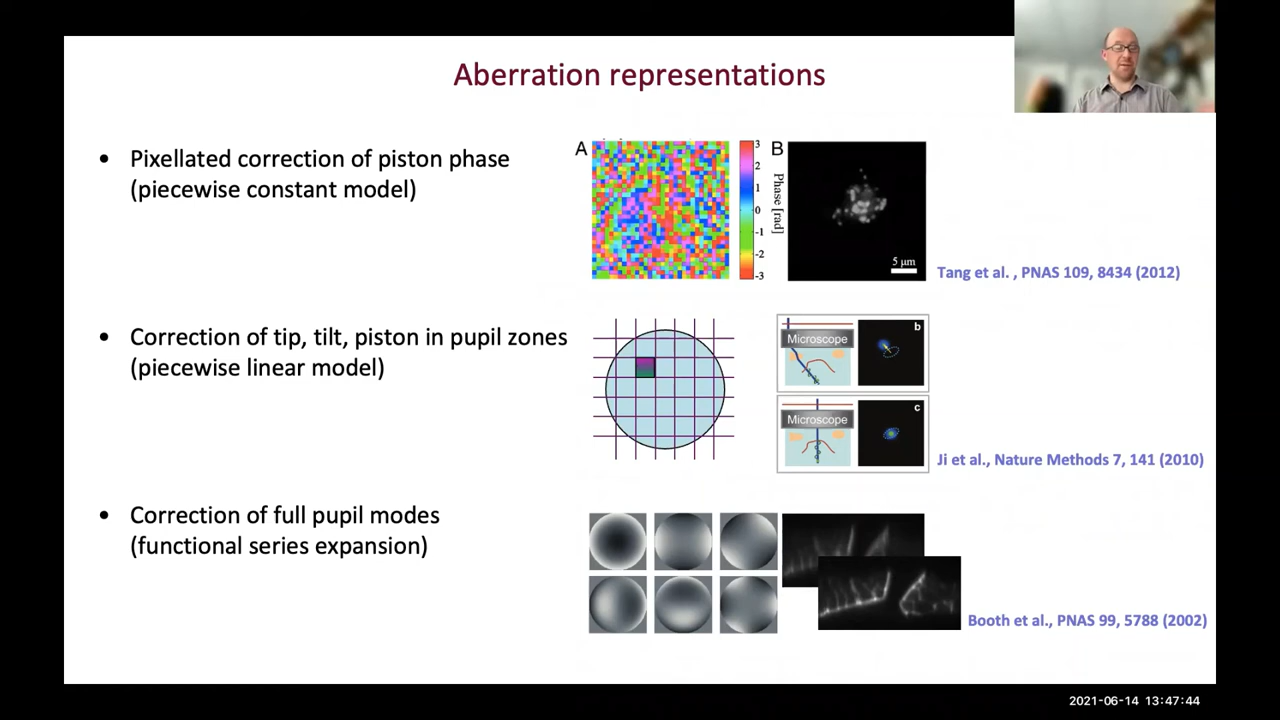 Aberration representations
• Pixellated correction of piston phase
(piecewise constant model)
A
3
2
1
0
-1
-2
-3
Phase [rad]
B
5 μm
Tang et al. , PNAS 109, 8434 (2012)
• Correction of tip, tilt, piston in pupil zones
(piecewise linear model)
Microscope
b
Microscope
c
Ji et al., Nature Methods 7, 141 (2010)
• Correction of full pupil modes
(functional series expansion)
Booth et al., PNAS 99, 5788 (2002)
2021-06-14 13:47:44